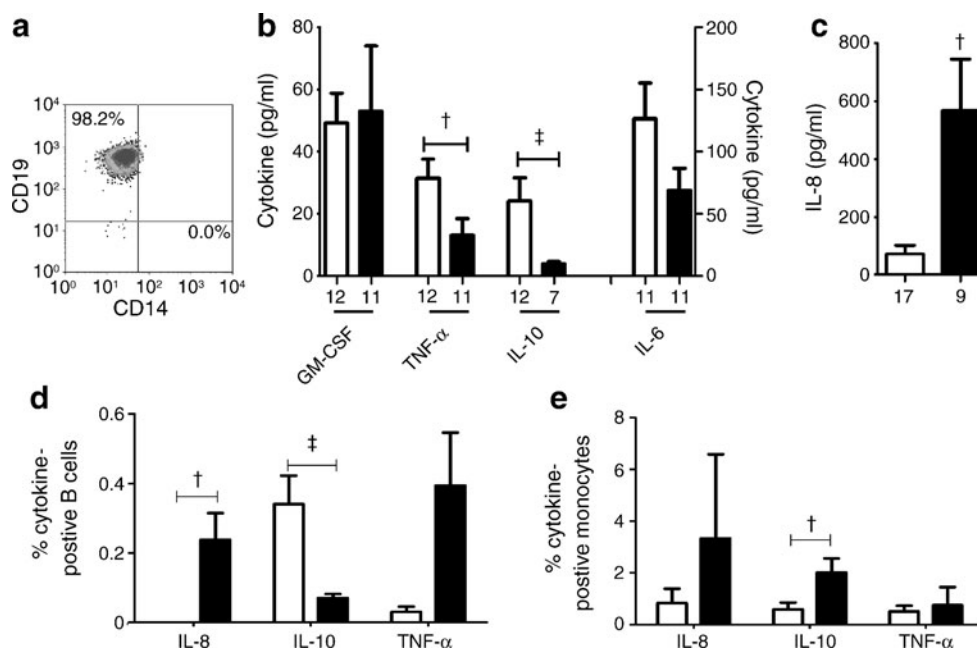 a
98.2%
0.0%
10⁴
10³
10²
10¹
10⁰
10⁰ 10¹ 10² 10³ 10⁴
CD19
CD14
b
Cytokine (pg/ml)
80
60
40
20
0
† ‡
200
150
100
50
0
Cytokine (pg/ml)
12 11 12 11 12 7 11 11
GM-CSF TNF-α IL-10 IL-6
c
IL-8 (pg/ml)
800
600
400
200
0
†
17 9
d
% cytokine-
postive B cells
0.6
0.4
0.2
0
† ‡
IL-8 IL-10 TNF-α
e
% cytokine-
postive monocytes
8
6
4
2
0
†
IL-8 IL-10 TNF-α